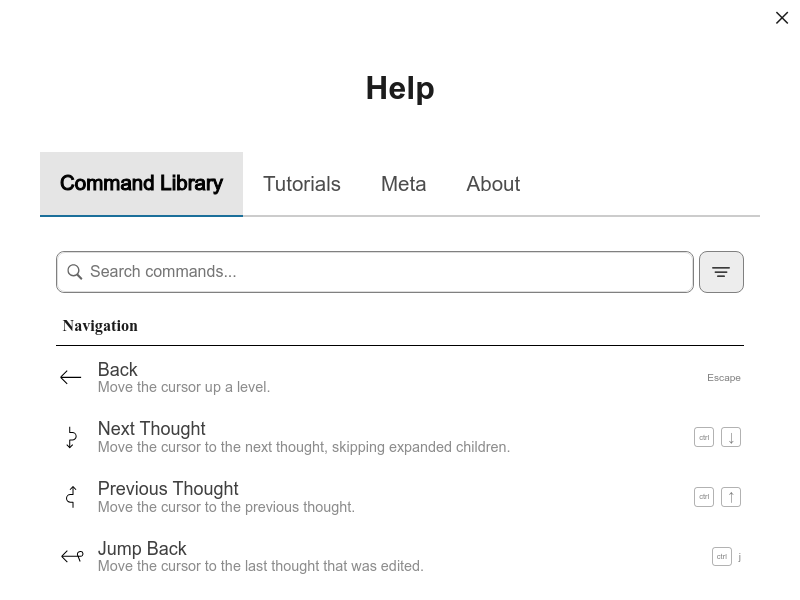 Help
Command Library Tutorials Meta About
Search commands...
Navigation
Back
Move the cursor up a level.
Escape
Next Thought
Move the cursor to the next thought, skipping expanded children.
ctrl ↓
Previous Thought
Move the cursor to the previous thought.
ctrl ↑
Jump Back
Move the cursor to the last thought that was edited.
ctrl j